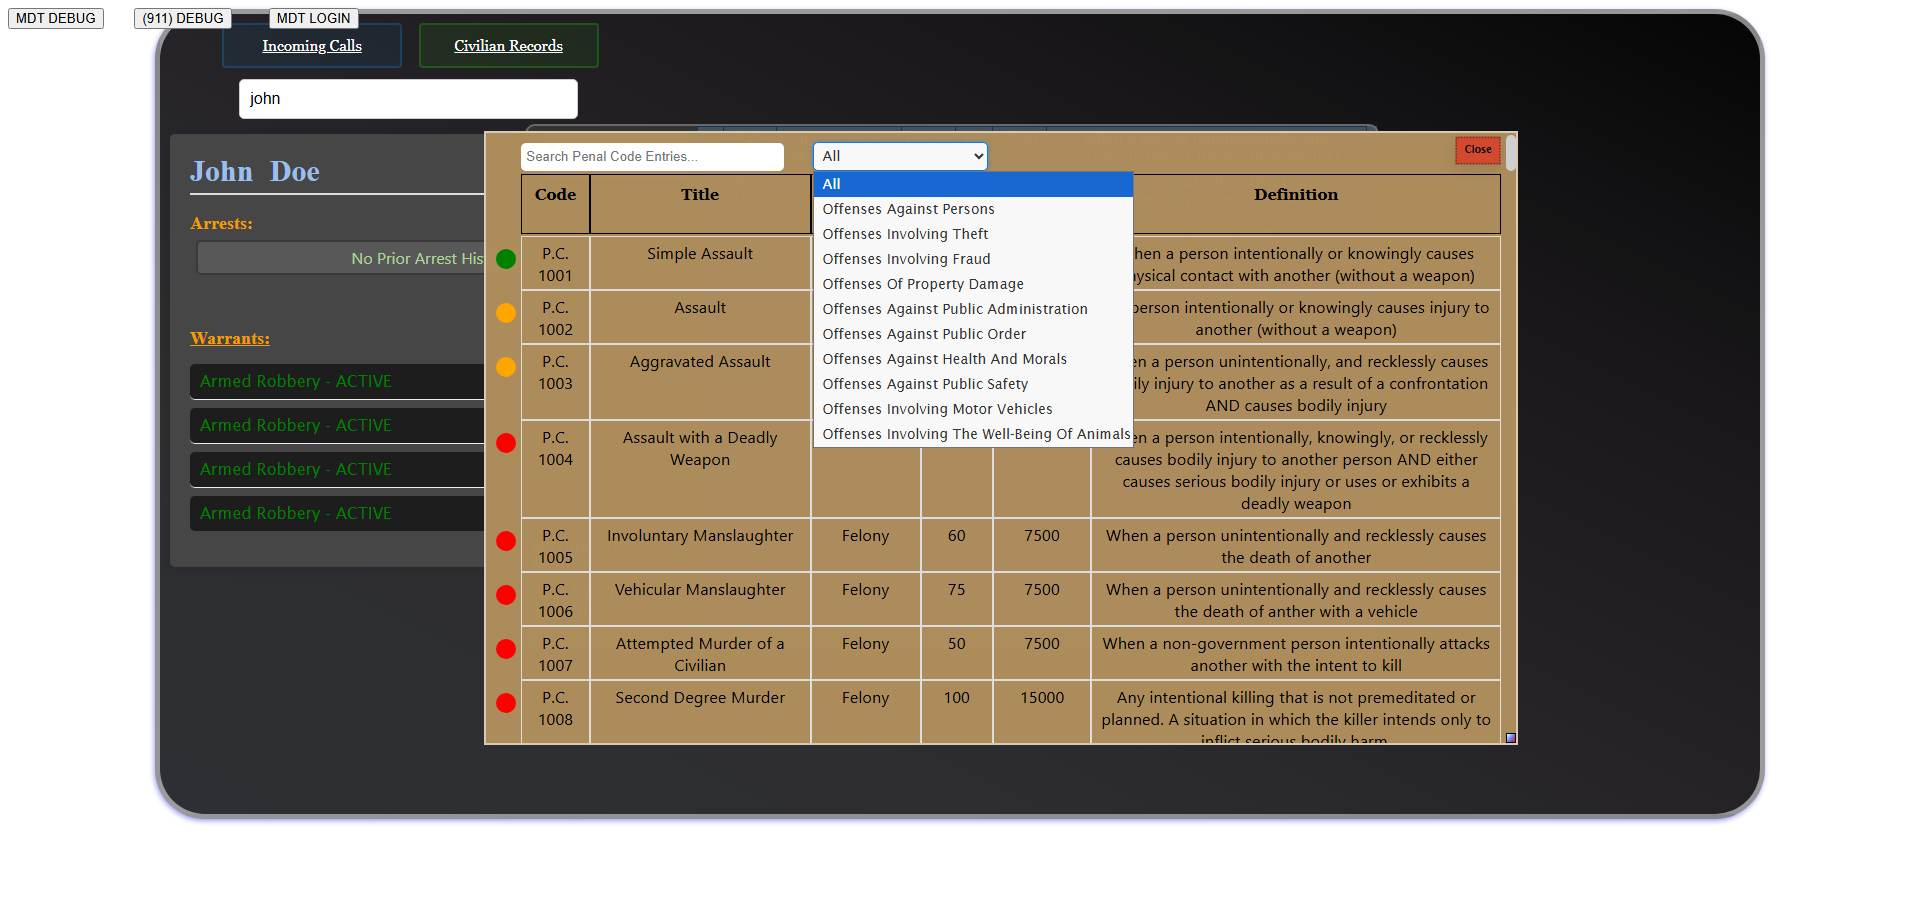 MDT DEBUG
(911) DEBUG
MDT LOGIN
Incoming Calls
Civilian Records
john
John Doe
Arrests:
No Prior Arrest His
Warrants:
Armed Robbery - ACTIVE
Armed Robbery - ACTIVE
Armed Robbery - ACTIVE
Armed Robbery - ACTIVE
Search Penal Code Entries...
All
Close
All
Offenses Against Persons
Offenses Involving Theft
Offenses Involving Fraud
Offenses Of Property Damage
Offenses Against Public Administration
Offenses Against Public Order
Offenses Against Health And Morals
Offenses Against Public Safety
Offenses Involving Motor Vehicles
Offenses Involving The Well-Being Of Animals
Code
Title
Definition
P.C.
1001
Simple Assault
hen a person intentionally or knowingly causes
ysical contact with another (without a weapon)
P.C.
1002
Assault
person intentionally or knowingly causes injury to
another (without a weapon)
P.C.
1003
Aggravated Assault
en a person unintentionally, and recklessly causes
ily injury to another as a result of a confrontation
AND causes bodily injury
P.C.
1004
Assault with a Deadly
Weapon
en a person intentionally, knowingly, or recklessly
causes bodily injury to another person AND either
causes serious bodily injury or uses or exhibits a
deadly weapon
P.C.
1005
Involuntary Manslaughter
Felony
60
7500
When a person unintentionally and recklessly causes
the death of another
P.C.
1006
Vehicular Manslaughter
Felony
75
7500
When a person unintentionally and recklessly causes
the death of anther with a vehicle
P.C.
1007
Attempted Murder of a
Civilian
Felony
50
7500
When a non-government person intentionally attacks
another with the intent to kill
P.C.
1008
Second Degree Murder
Felony
100
15000
Any intentional killing that is not premeditated or
planned. A situation in which the killer intends only to
inflict serious bodily harm